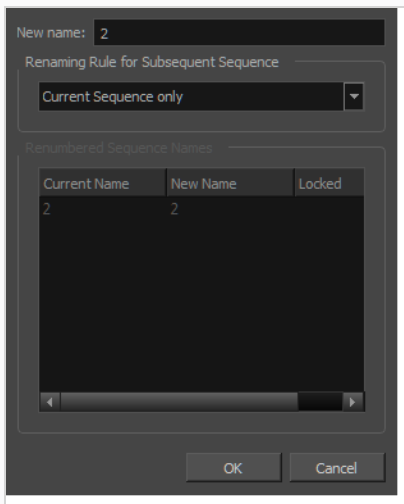 New name: 2
Renaming Rule for Subsequent Sequence
Current Sequence only
Renumbered Sequence Names
Current Name New Name Locked
2 2
OK Cancel